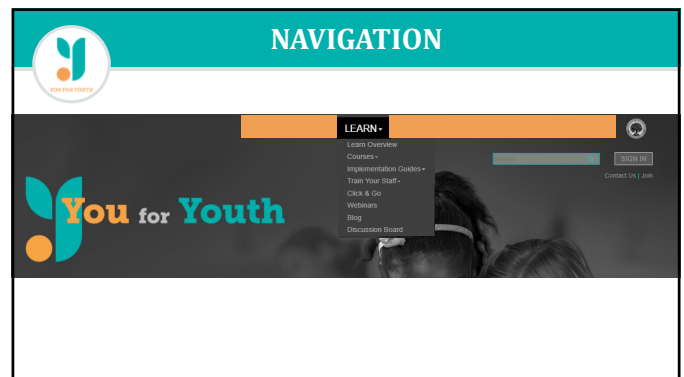 NAVIGATION
YOU FOR YOUTH
LEARN
Learn Overview
Courses
Implementation Guides
Train Your Staff
Click & Go
Webinars
Blog
Discussion Board
SIGN IN
Contact Us | Join
You for Youth